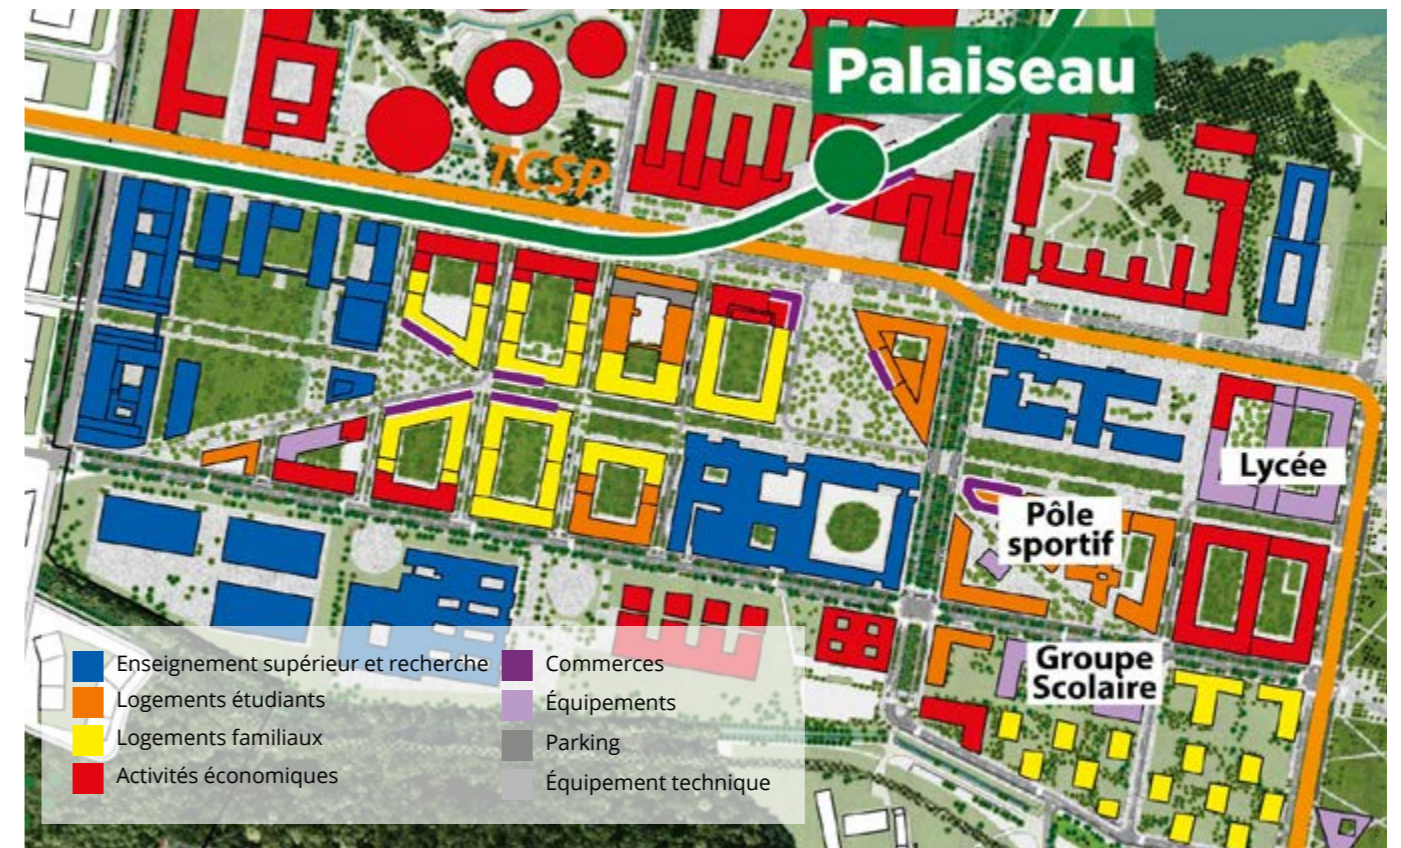 Palaiseau
TCSP
Lycée
Pôle
sportif
Groupe
Scolaire
Enseignement supérieur et recherche
Logements étudiants
Logements familiaux
Activités économiques
Commerces
Équipements
Parking
Équipement technique